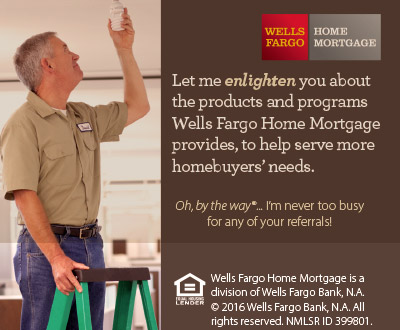 WELLS
FARGO
HOME
MORTGAGE
Let me enlighten you about
the products and programs
Wells Fargo Home Mortgage
provides, to help serve more
homebuyers' needs.
Oh, by the way®... I'm never too busy
for any of your referrals!
EQUAL HOUSING
LENDER
Wells Fargo Home Mortgage is a
division of Wells Fargo Bank, N.A.
© 2016 Wells Fargo Bank, N.A. All
rights reserved. NMLSR ID 399801.